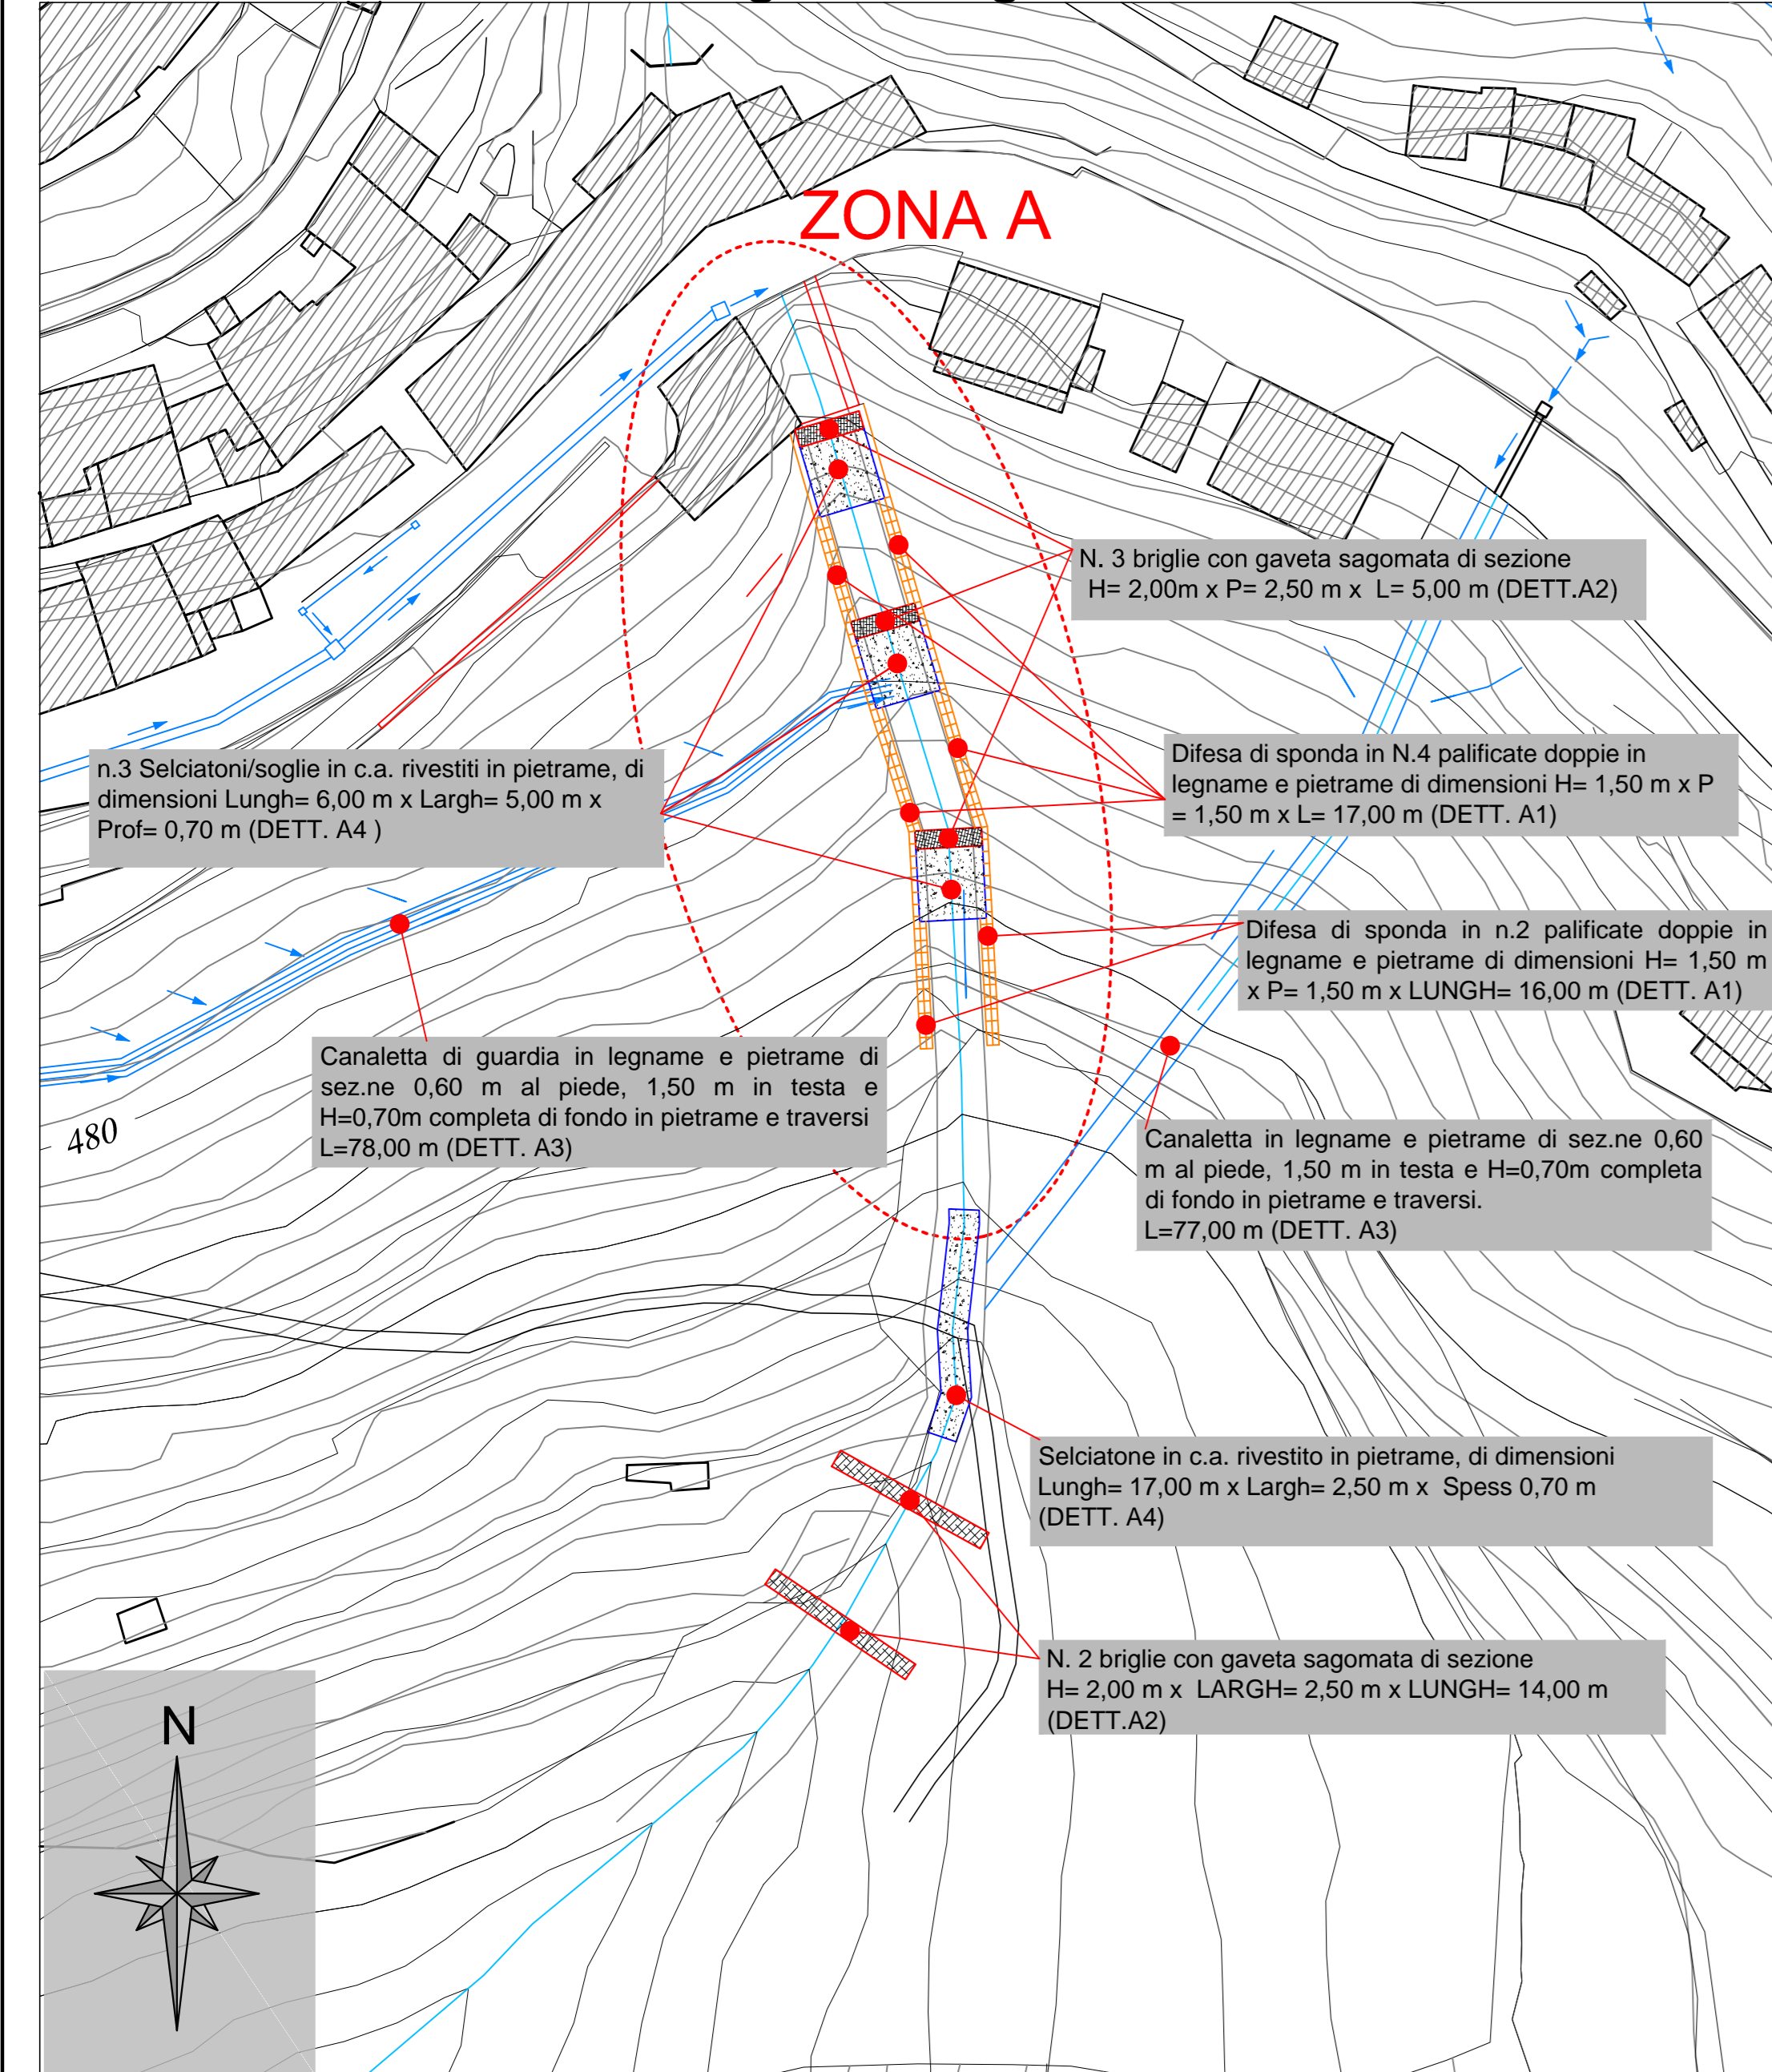 ZONA A
N. 3 briglie con gaveta sagomata di sezione
H= 2,00m x P= 2,50 m x L= 5,00 m (DETT.A2)
Difesa di sponda in N.4 palificate doppie in
legname e pietrame di dimensioni H= 1,50 m x P
= 1,50 m x L= 17,00 m (DETT. A1)
n.3 Selciatoni/soglie in c.a. rivestiti in pietrame, di
dimensioni Lungh= 6,00 m x Largh= 5,00 m x
Prof= 0,70 m (DETT. A4 )
Difesa di sponda in n.2 palificate doppie in
legname e pietrame di dimensioni H= 1,50 m
x P= 1,50 m x LUNGH= 16,00 m (DETT. A1)
Canaletta di guardia in legname e pietrame di
sez.ne 0,60 m al piede, 1,50 m in testa e
H=0,70m completa di fondo in pietrame e traversi
L=78,00 m (DETT. A3)
480
Canaletta in legname e pietrame di sez.ne 0,60
m al piede, 1,50 m in testa e H=0,70m completa
di fondo in pietrame e traversi.
L=77,00 m (DETT. A3)
Selciatone in c.a. rivestito in pietrame, di dimensioni
Lungh= 17,00 m x Largh= 2,50 m x Spess 0,70 m
(DETT. A4)
N. 2 briglie con gaveta sagomata di sezione
H= 2,00 m x LARGH= 2,50 m x LUNGH= 14,00 m
(DETT.A2)
N